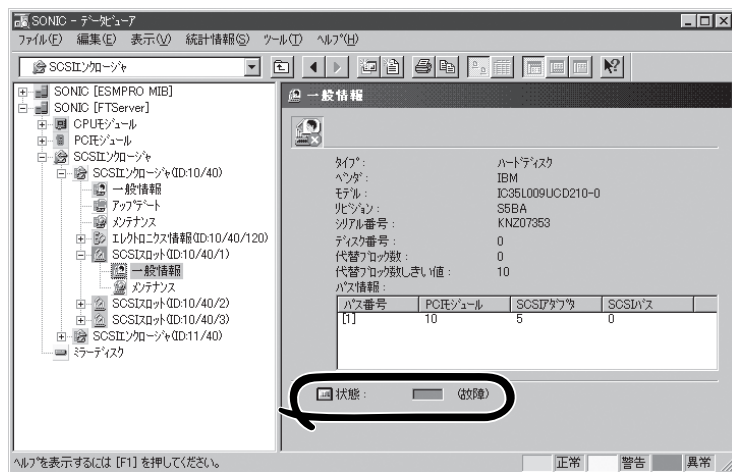 SONIC - ﾃﾞｰﾀﾋﾞｭｰｱ
ﾌｧｲﾙ(F) 編集(E) 表示(V) 統計情報(S) ﾂｰﾙ(T) ﾍﾙﾌﾟ(H)
SCSIｴﾝｸﾛｰｼﾞｬ
SONIC [ESMPRO MIB]
SONIC [FTServer]
CPUﾓｼﾞｭｰﾙ
PCIﾓｼﾞｭｰﾙ
SCSIｴﾝｸﾛｰｼﾞｬ
SCSIｴﾝｸﾛｰｼﾞｬ(ID:10/40)
一般情報
ｱｯﾌﾟﾃﾞｰﾄ
ﾒﾝﾃﾅﾝｽ
ｴﾚｸﾄﾛﾆｸｽ情報(ID:10/40/120)
SCSIｽﾛｯﾄ(ID:10/40/1)
一般情報
ﾒﾝﾃﾅﾝｽ
SCSIｽﾛｯﾄ(ID:10/40/2)
SCSIｽﾛｯﾄ(ID:10/40/3)
SCSIｴﾝｸﾛｰｼﾞｬ(ID:11/40)
ﾐﾗｰﾃﾞｨｽｸ
一般情報
ﾀｲﾌﾟ: ﾊｰﾄﾞﾃﾞｨｽｸ
ﾍﾞﾝﾀﾞ: IBM
ﾓﾃﾞﾙ: IC35L009UCD210-0
ﾘﾋﾞｼﾞｮﾝ: S5BA
ｼﾘｱﾙ番号: KNZ07353
ﾃﾞｨｽｸ番号: 0
代替ﾌﾞﾛｯｸ数: 0
代替ﾌﾞﾛｯｸ数しきい値: 10
ﾊﾟｽ情報:
ﾊﾟｽ番号 PCIﾓｼﾞｭｰﾙ SCSIｱﾀﾞﾌﾟﾀ SCSIﾊﾞｽ
[1] 10 5 0
状態: (故障)
ﾍﾙﾌﾟを表示するには [F1] を押してください。 正常 警告 異常